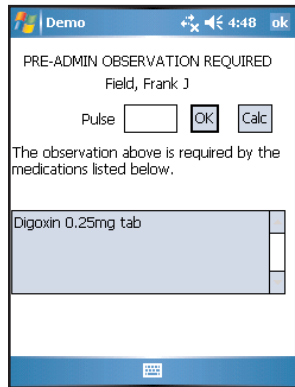 Demo 4:48 ok
PRE-ADMIN OBSERVATION REQUIRED
Field, Frank J
Pulse OK Calc
The observation above is required by the
medications listed below.
Digoxin 0.25mg tab